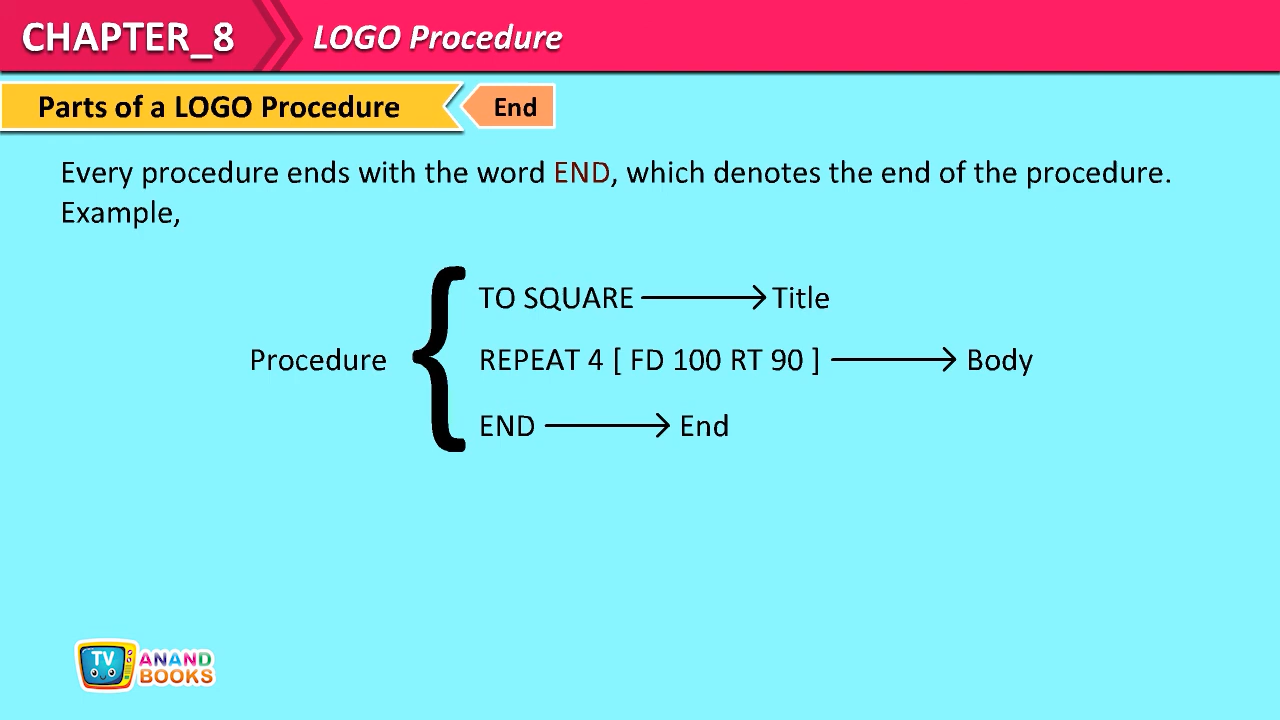 CHAPTER_8
LOGO Procedure
Parts of a LOGO Procedure
End
Every procedure ends with the word END, which denotes the end of the procedure.
Example,
TO SQUARE Title
Procedure REPEAT 4 [ FD 100 RT 90 ] Body
END End
TV ANAND
BOOKS